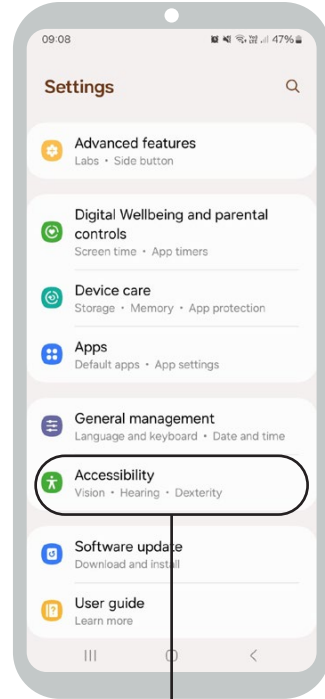 09:08
47%
Settings
Advanced features
Labs • Side button
Digital Wellbeing and parental
controls
Screen time • App timers
Device care
Storage • Memory • App protection
Apps
Default apps • App settings
General management
Language and keyboard • Date and time
Accessibility
Vision • Hearing • Dexterity
Software update
Download and install
User guide
Learn more